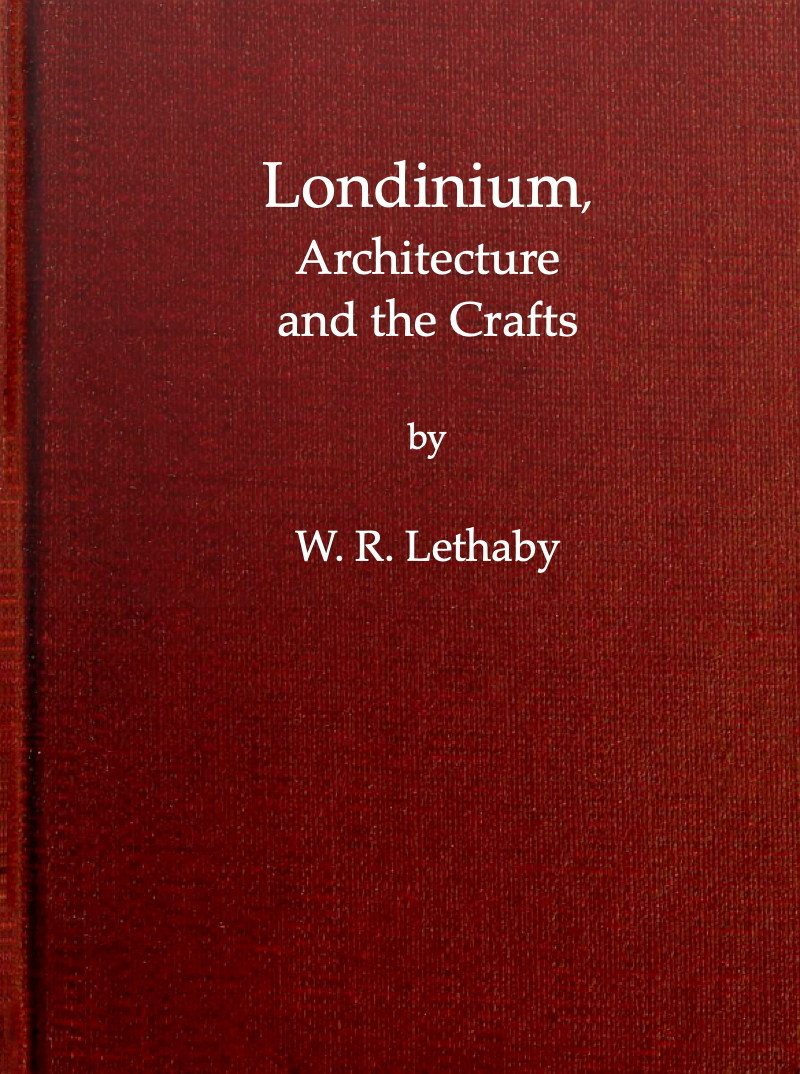 Londinium,
Architecture
and the Crafts
by
W. R. Lethaby